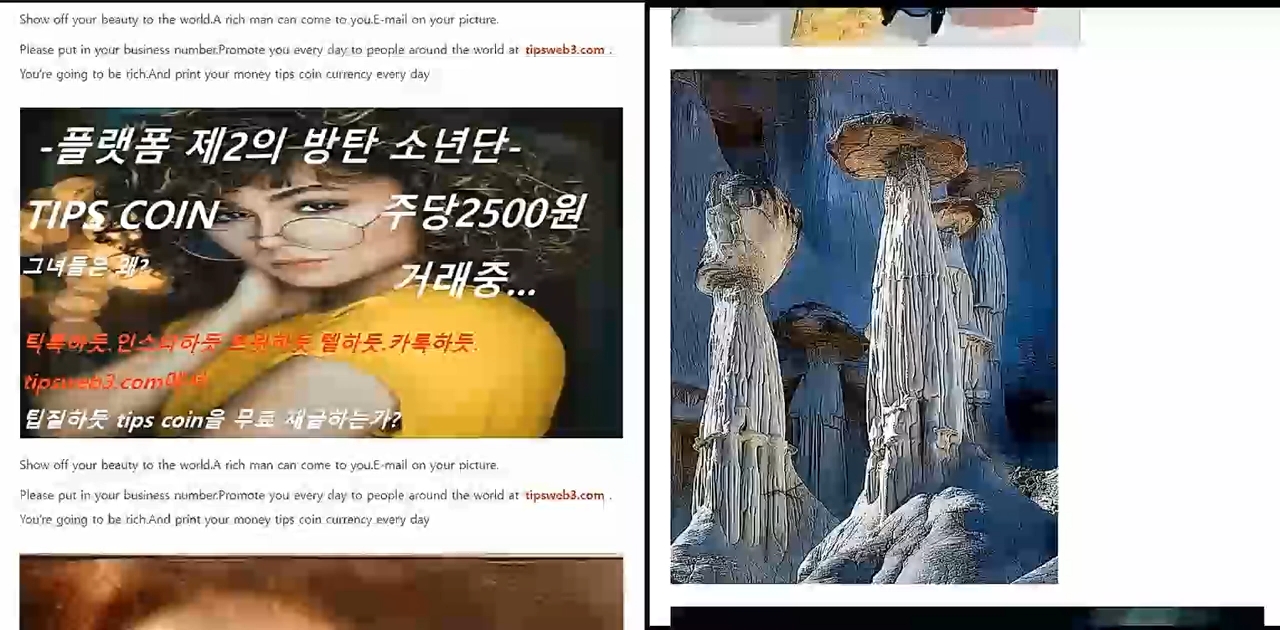 Show off your beauty to the world.A rich man can come to you.E-mail on your picture.
Please put in your business number.Promote you every day to people around the world at tipsweb3.com .
You're going to be rich.And print your money tips coin currency every day
-플랫폼 제2의 방탄 소년단-
TIPS COIN 주당2500원
그녀들은 왜?
거래중...
틱톡하듯.인스타하듯 트위하듯 텔하듯.카톡하듯.
tipsweb3.com에서
팁질하듯 tips coin을 무료 채굴하는가?
Show off your beauty to the world.A rich man can come to you.E-mail on your picture.
Please put in your business number.Promote you every day to people around the world at tipsweb3.com .
You're going to be rich.And print your money tips coin currency every day